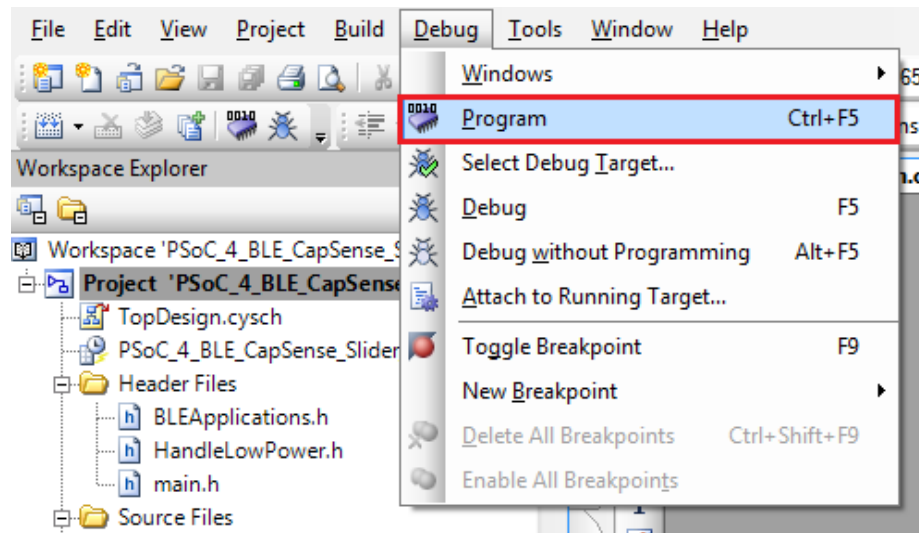 File Edit View Project Build Debug Tools Window Help
Windows
65
Program Ctrl+F5
Workspace Explorer
Select Debug Target...
Debug F5
Workspace 'PSoC_4_BLE_CapSense_S
Debug without Programming Alt+F5
Project 'PSoC_4_BLE_CapSense
Attach to Running Target...
TopDesign.cysch
PSoC_4_BLE_CapSense_Slider
Toggle Breakpoint F9
Header Files
New Breakpoint
BLEApplications.h
Delete All Breakpoints Ctrl+Shift+F9
HandleLowPower.h
Enable All Breakpoints
main.h
Source Files